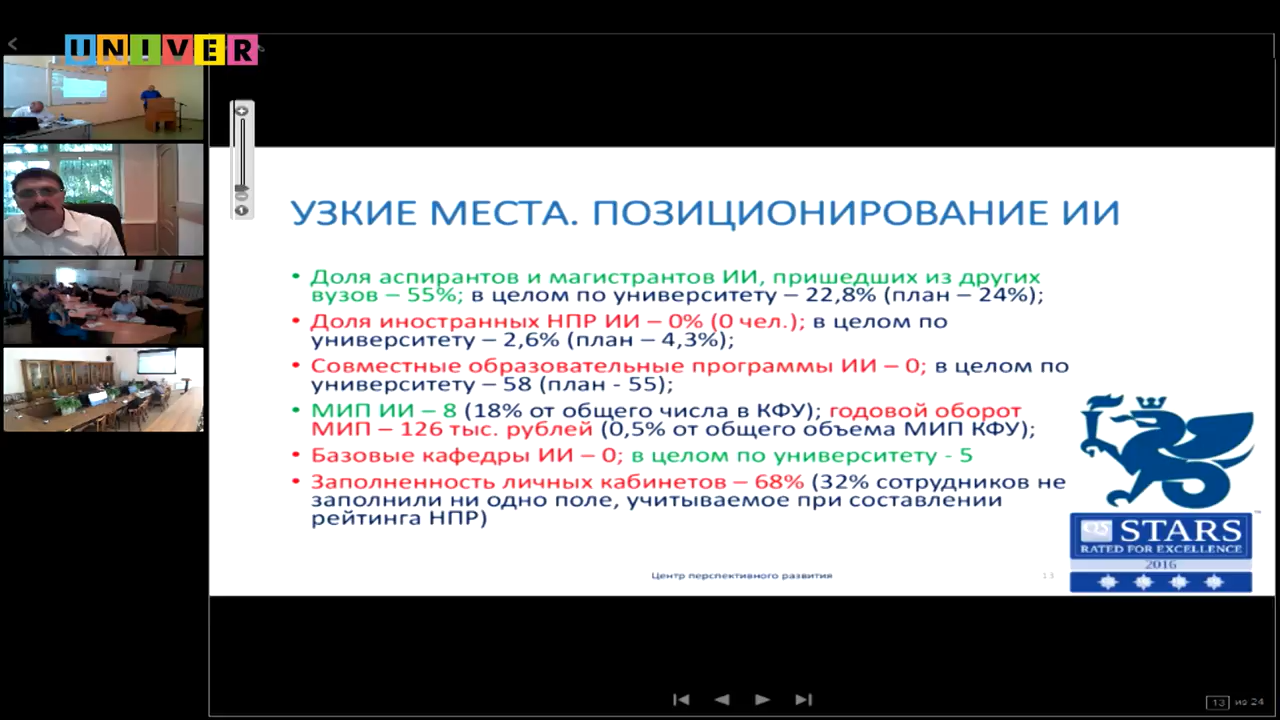 UNIVER
УЗКИЕ МЕСТА. ПОЗИЦИОНИРОВАНИЕ ИИ
• Доля аспирантов и магистрантов ИИ, пришедших из других
вузов – 55%; в целом по университету – 22,8% (план – 24%);
• Доля иностранных НПР ИИ – 0% (0 чел.); в целом по
университету – 2,6% (план – 4,3%);
• Совместные образовательные программы ИИ – 0; в целом по
университету – 58 (план - 55);
• МИП ИИ – 8 (18% от общего числа в КФУ); годовой оборот
МИП – 126 тыс. рублей (0,5% от общего объема МИП КФУ);
• Базовые кафедры ИИ – 0; в целом по университету - 5
• Заполненность личных кабинетов – 68% (32% сотрудников не
заполнили ни одно поле, учитываемое при составлении
рейтинга НПР)
QS STARS™
RATED FOR EXCELLENCE
2016
Центр перспективного развития
13
13 из 24